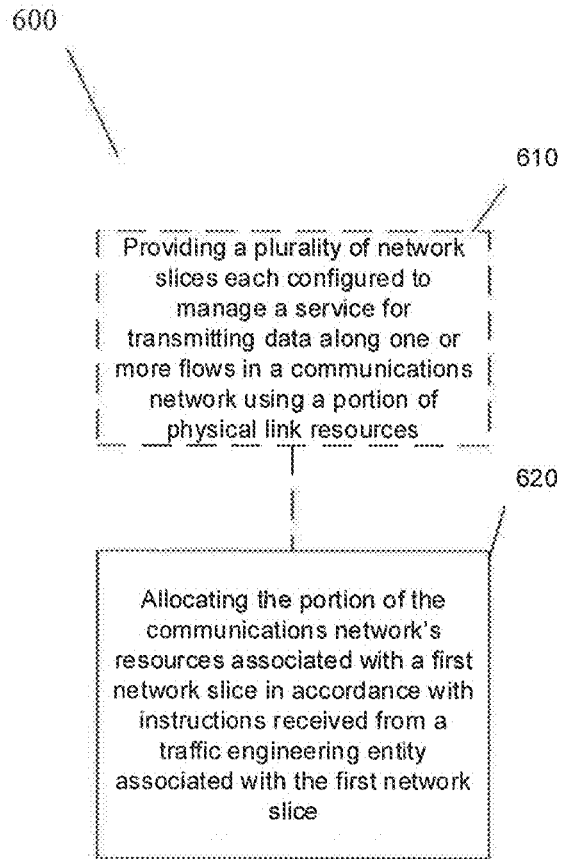 600
610
Providing a plurality of network
slices each configured to
manage a service for
transmitting data along one or
more flows in a communications
network using a portion of
physical link resources
620
Allocating the portion of the
communications network's
resources associated with a first
network slice in accordance with
instructions received from a
traffic engineering entity
associated with the first network
slice